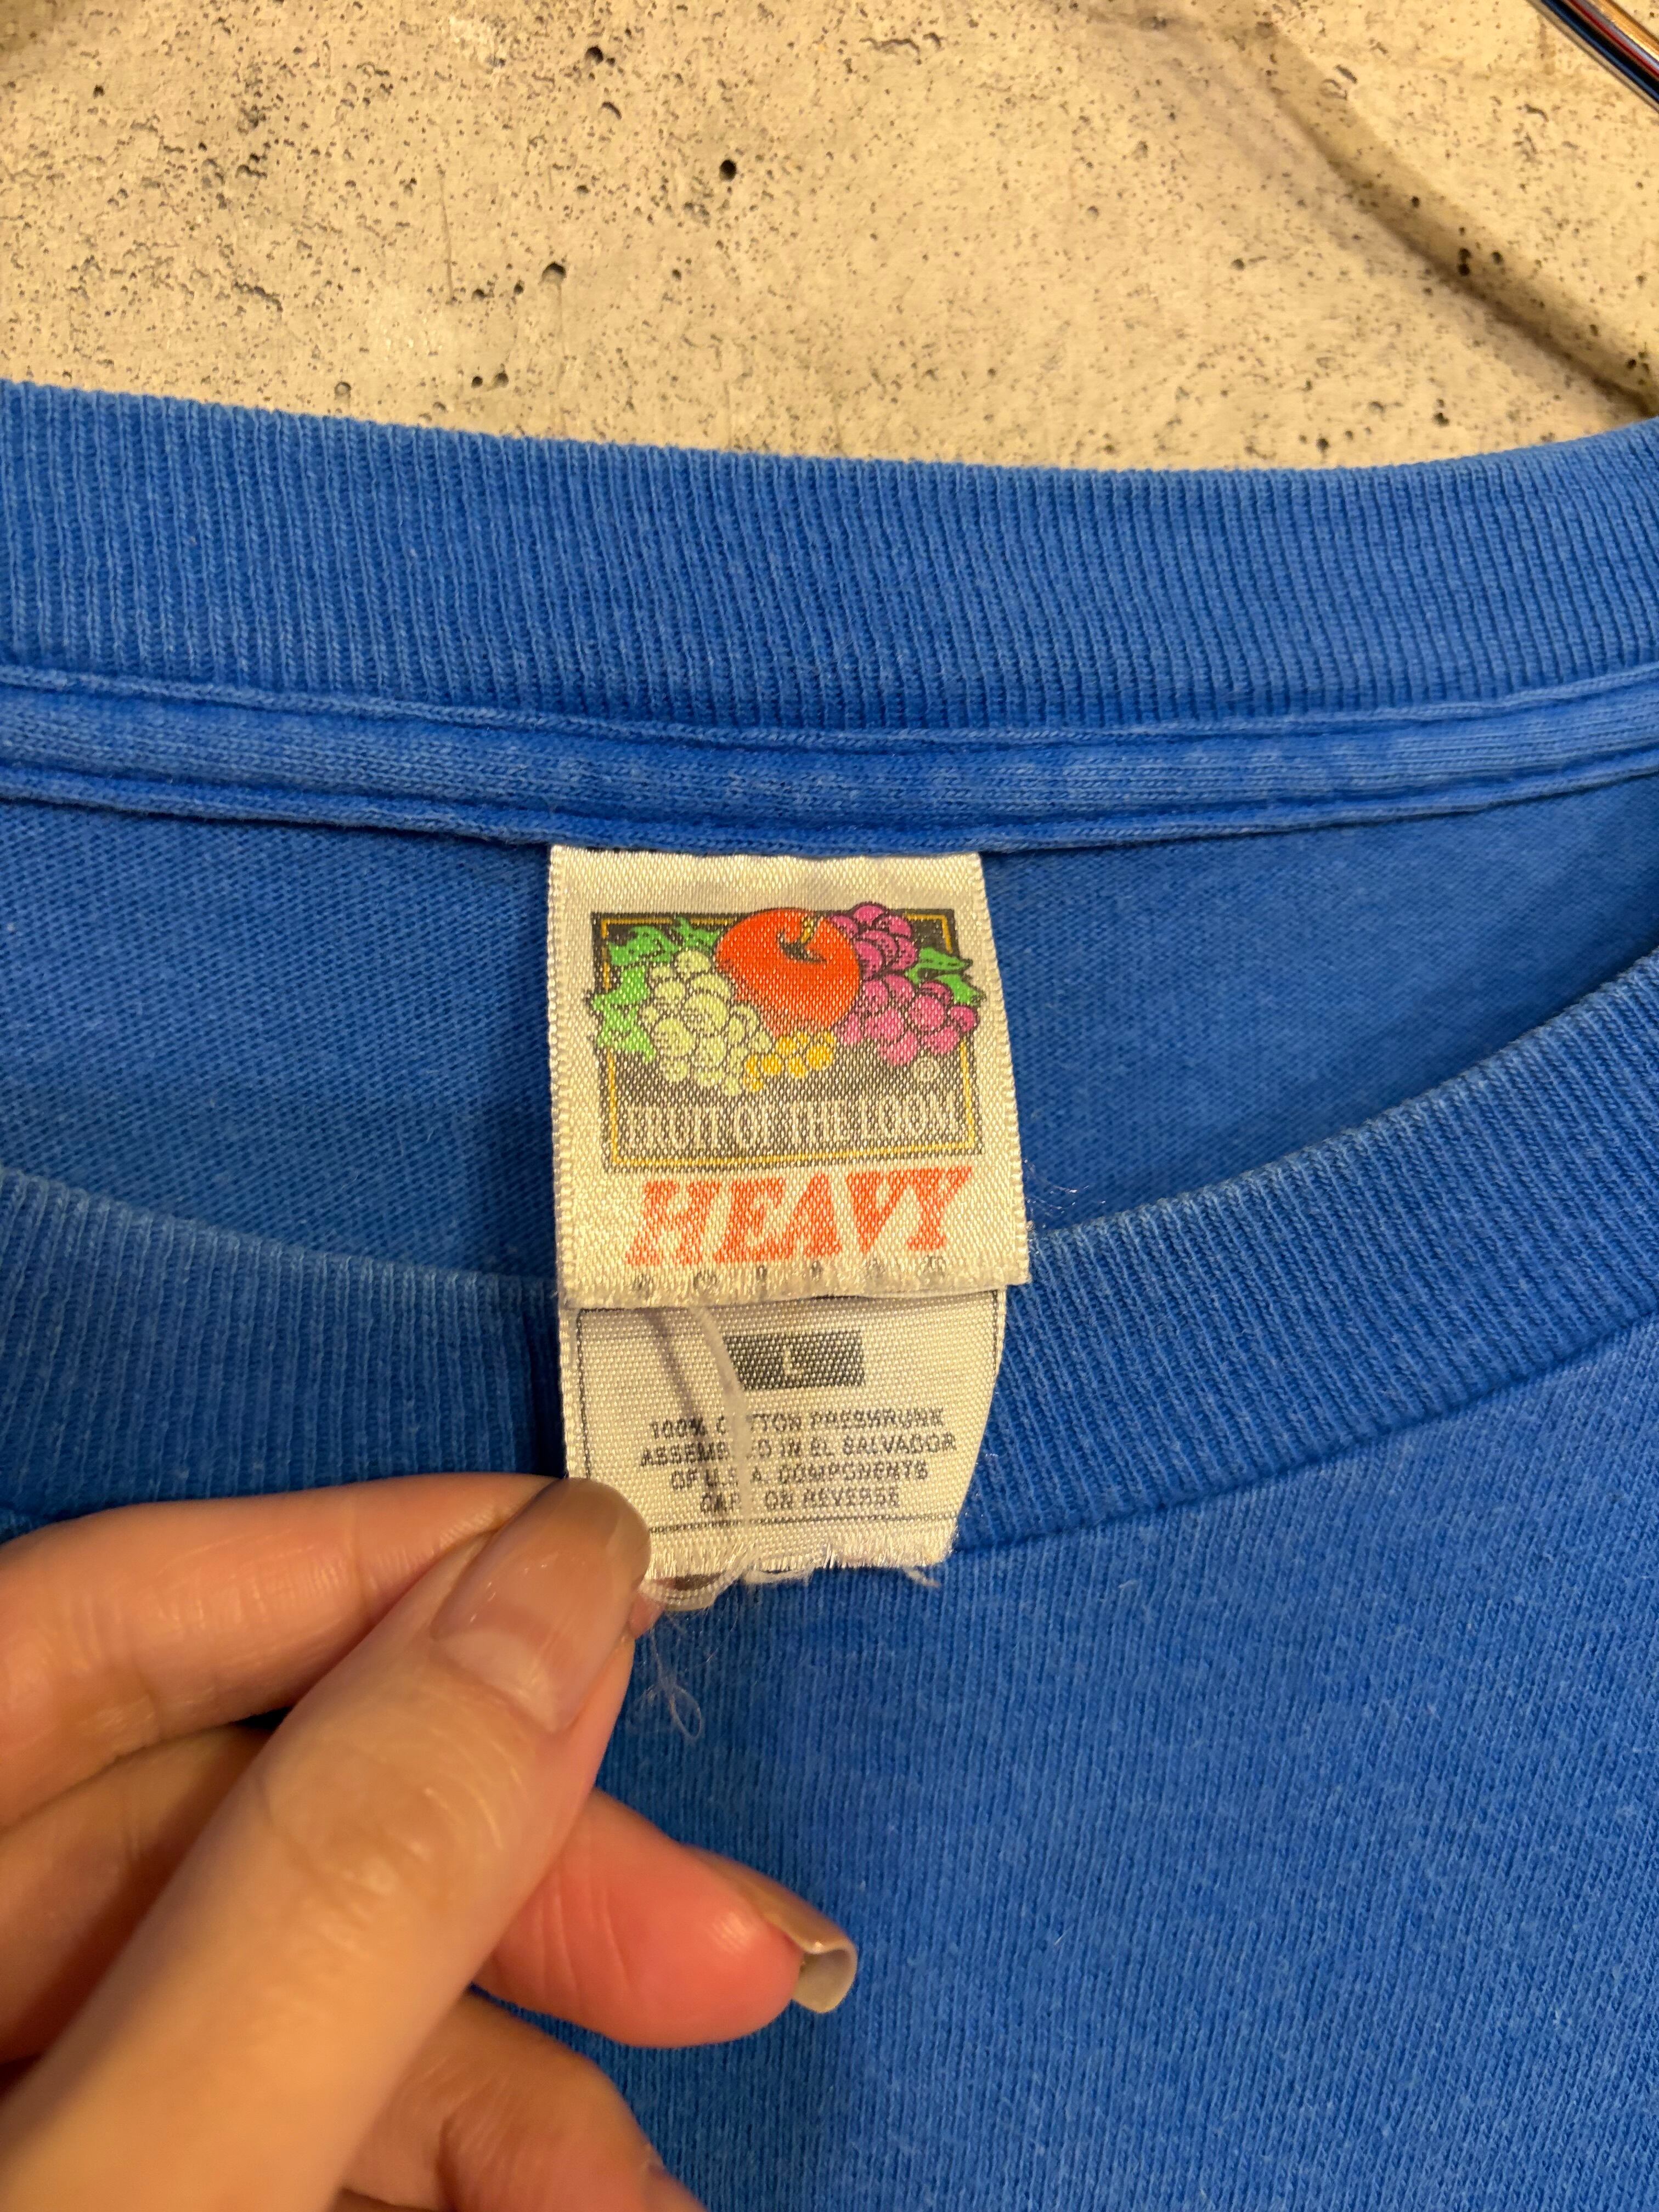 ®
FRUIT OF THE LOOM
HEAVY
L
100% COTTON PRESHRUNK
ASSEMBLED IN EL SALVADOR
OF U.S.A. COMPONENTS
CARE ON REVERSE